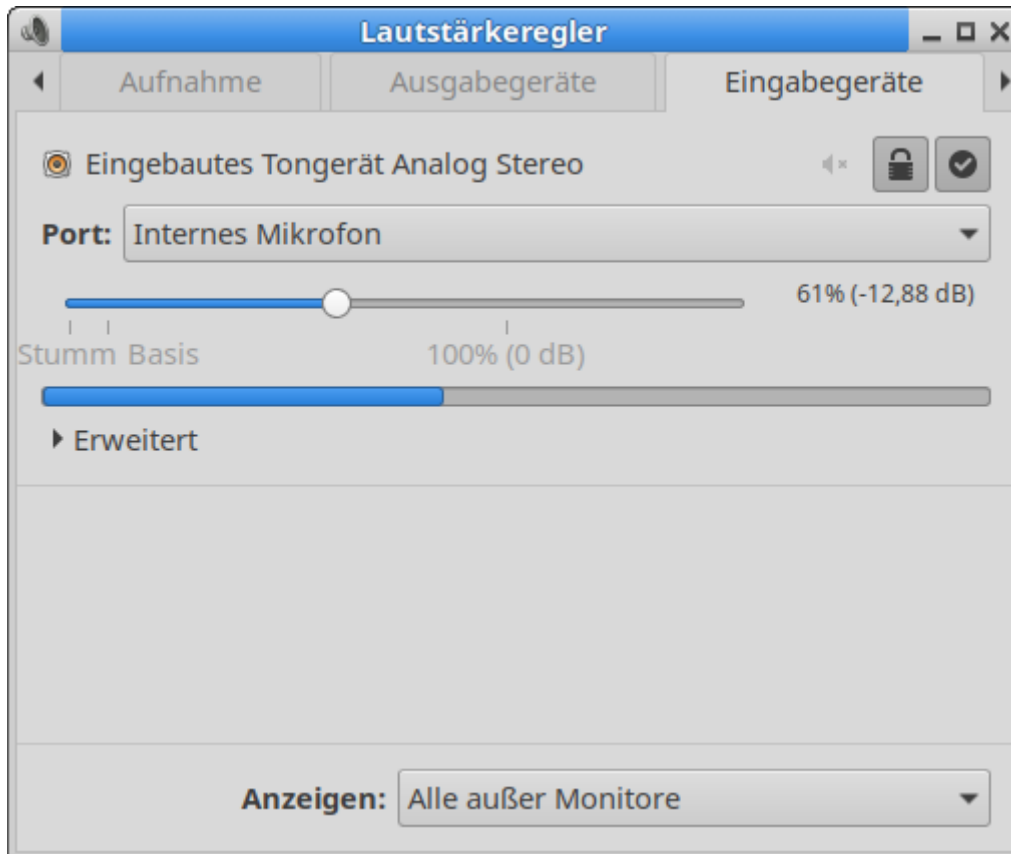 Lautstärkeregler
Aufnahme Ausgabegeräte Eingabegeräte
Eingebautes Tongerät Analog Stereo
Port: Internes Mikrofon
61% (-12,88 dB)
Stumm Basis 100% (0 dB)
Erweitert
Anzeigen: Alle außer Monitore